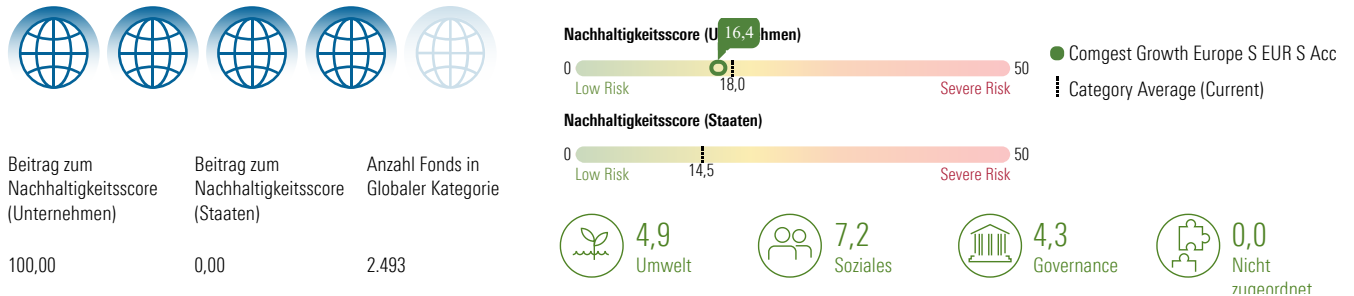 Beitrag zum
Nachhaltigkeitsscore
(Unternehmen)
100,00
Beitrag zum
Nachhaltigkeitsscore
(Staaten)
0,00
Anzahl Fonds in
Globaler Kategorie
2.493
Nachhaltigkeitsscore (U hmen)
16,4
0
50
Low Risk
18,0
Severe Risk
Comgest Growth Europe S EUR S Acc
Category Average (Current)
Nachhaltigkeitsscore (Staaten)
0
50
Low Risk
14,5
Severe Risk
4,9
Umwelt
7,2
Soziales
4,3
Governance
0,0
Nicht
zugeordnet